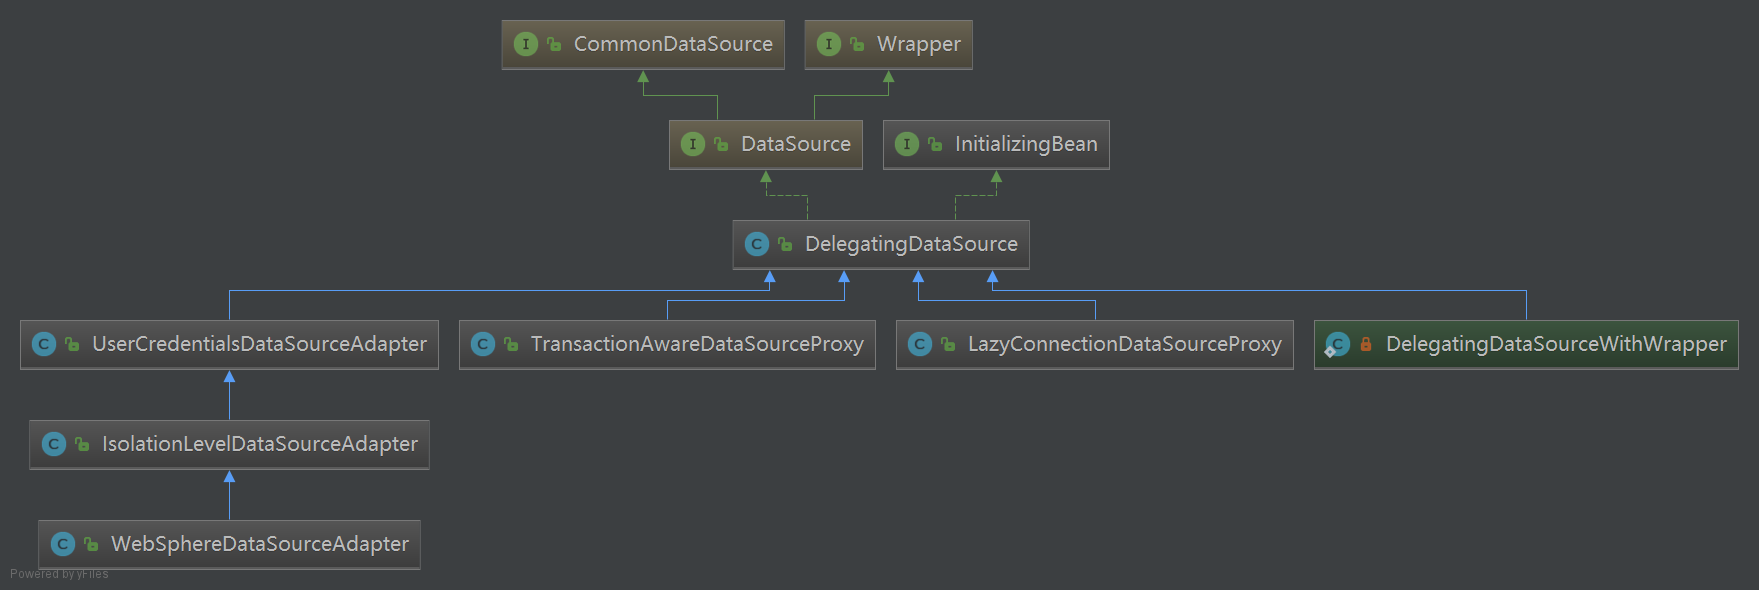 I CommonDataSource
I Wrapper
I DataSource
I InitializingBean
C DelegatingDataSource
C UserCredentialsDataSourceAdapter
C TransactionAwareDataSourceProxy
C LazyConnectionDataSourceProxy
C DelegatingDataSourceWithWrapper
C IsolationLevelDataSourceAdapter
C WebSphereDataSourceAdapter
Powered by yFiles